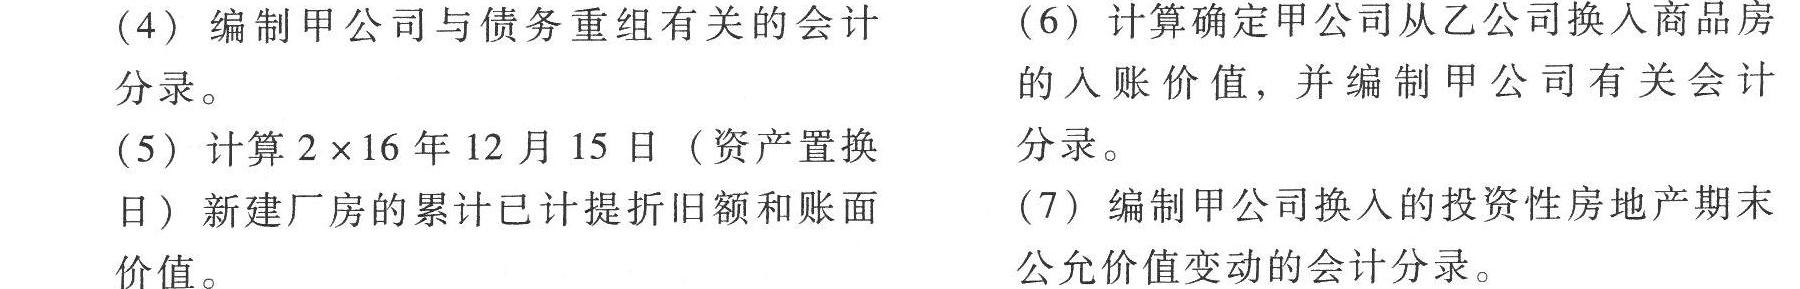 (4) 编制甲公司与债务重组有关的会计
分录。
(5) 计算 2×16 年 12 月 15 日（资产置换
日）新建厂房的累计已计提折旧额和账面
价值。
(6) 计算确定甲公司从乙公司换入商品房
的入账价值，并编制甲公司有关会计
分录。
(7) 编制甲公司换入的投资性房地产期末
公允价值变动的会计分录。